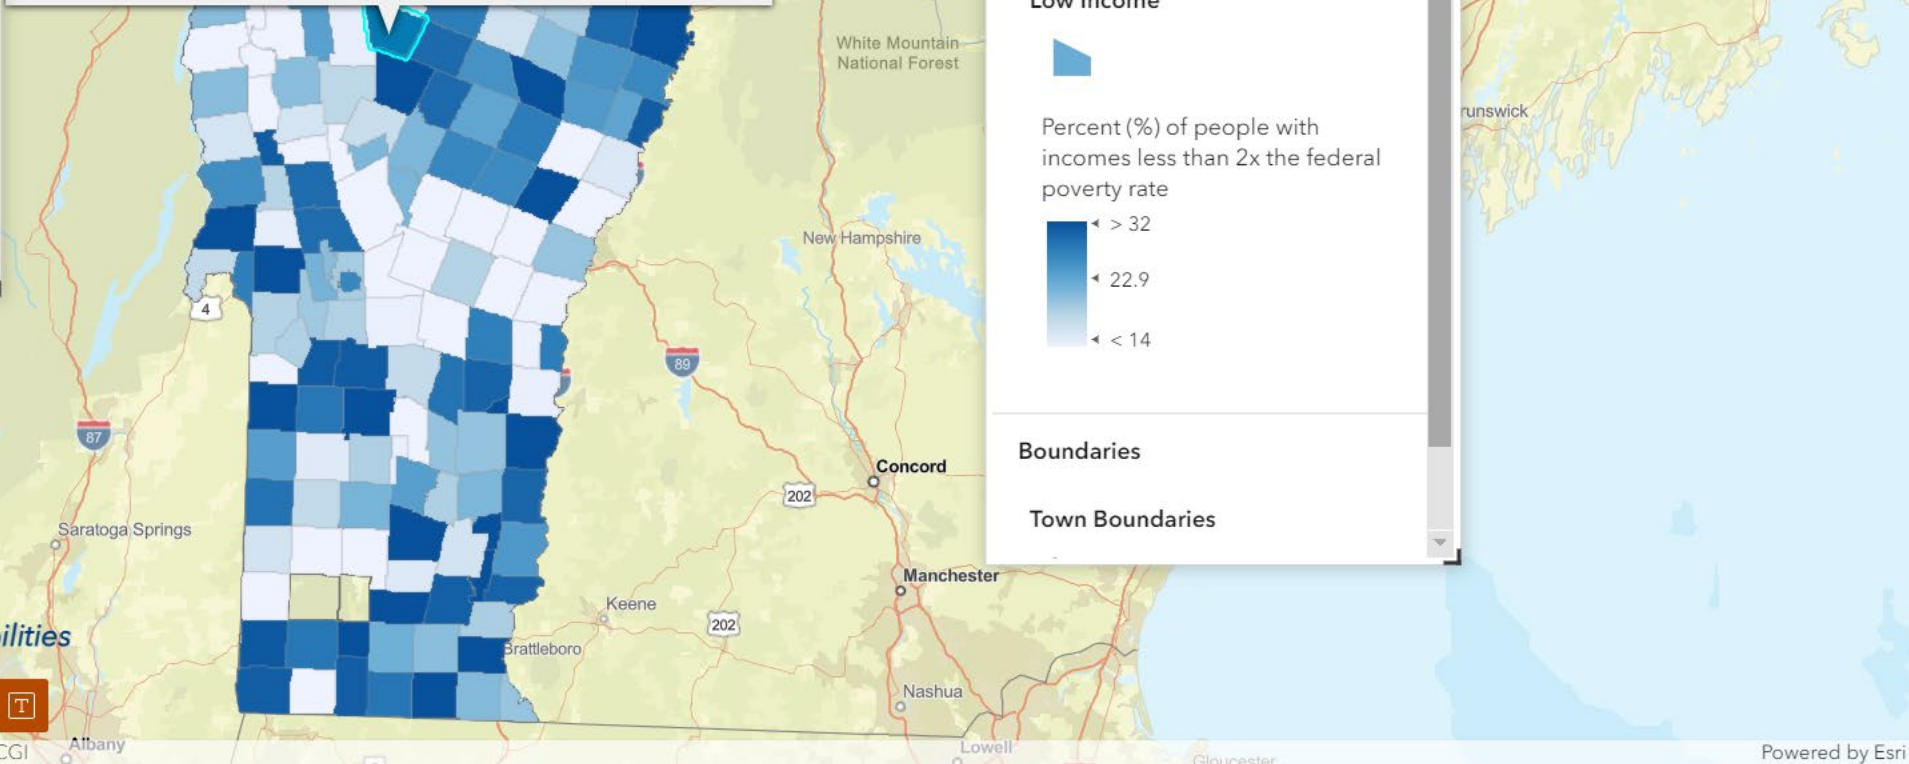 Low Income
White Mountain
National Forest
runswick
Percent (%) of people with
incomes less than 2x the federal
poverty rate
> 32
22.9
< 14
New Hampshire
4
89
87
Boundaries
Concord
202
Town Boundaries
Saratoga Springs
Manchester
Keene
202
ilities
Brattleboro
T
Nashua
Albany
Lowell
CGI
Powered by Esri
Gloucester